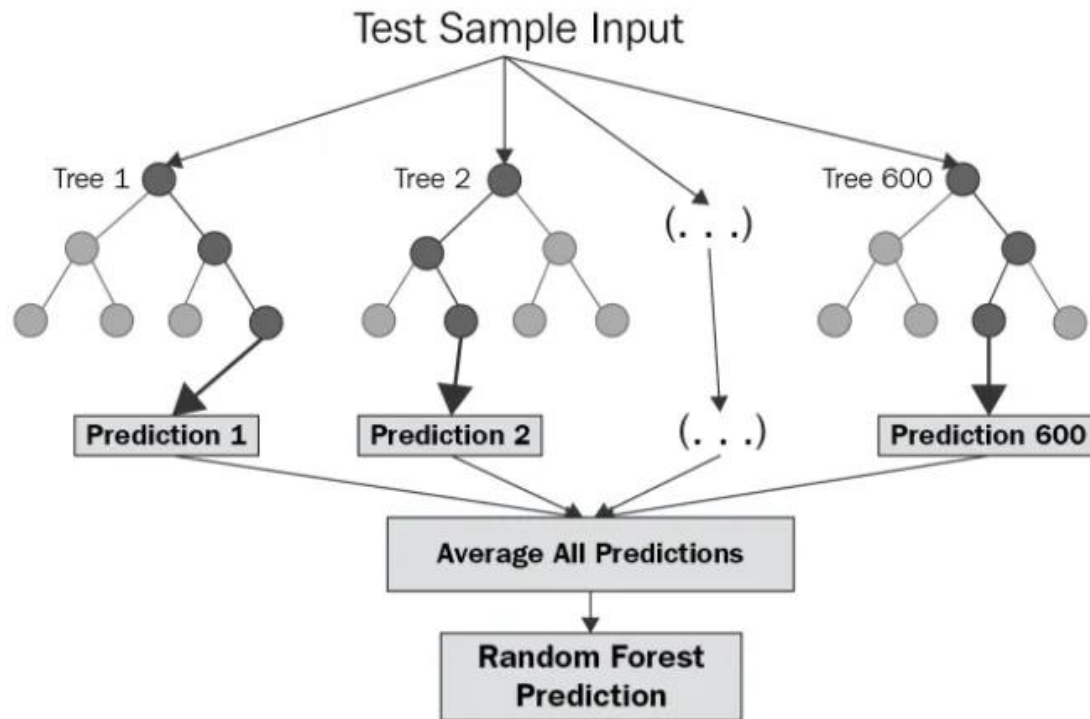 Test Sample Input
Tree 1
Tree 2
(. . .)
Tree 600
Prediction 1
Prediction 2
(. . .)
Prediction 600
Average All Predictions
Random Forest
Prediction